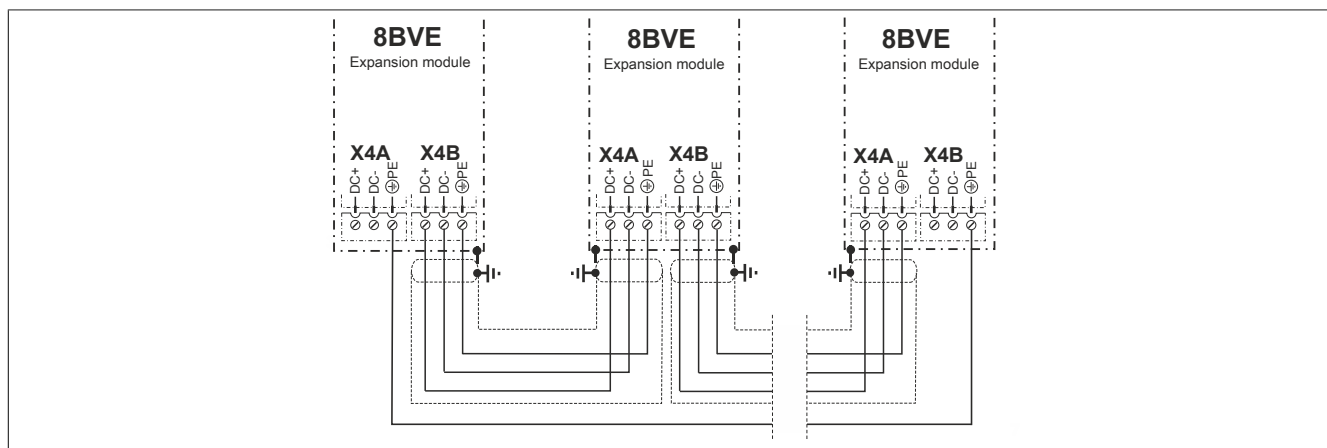 8BVE
Expansion module
X4A X4B
DC+ DC- PE DC+ DC- PE
8BVE
Expansion module
X4A X4B
DC+ DC- PE DC+ DC- PE
8BVE
Expansion module
X4A X4B
DC+ DC- PE DC+ DC- PE